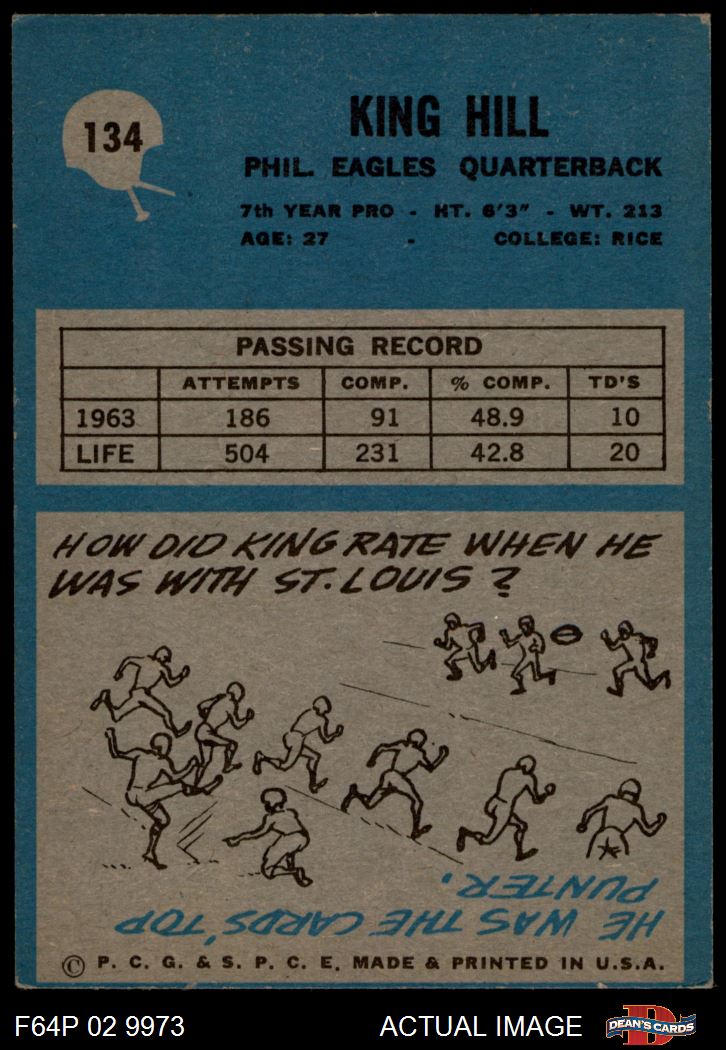 134
KING HILL
PHIL. EAGLES QUARTERBACK
7th YEAR PRO - HT. 6'3" - WT. 213
AGE: 27 - COLLEGE: RICE
PASSING RECORD
ATTEMPTS COMP. % COMP. TD'S
1963 186 91 48.9 10
LIFE 504 231 42.8 20
HOW DID KING RATE WHEN HE
WAS WITH ST. LOUIS?
HE WAS THE CARDS' TOP
PUNTER.
© P. C. G. & S. P. C. E. MADE & PRINTED IN U.S.A.
F64P 02 9973 ACTUAL IMAGE
D
DEAN'S CARDS